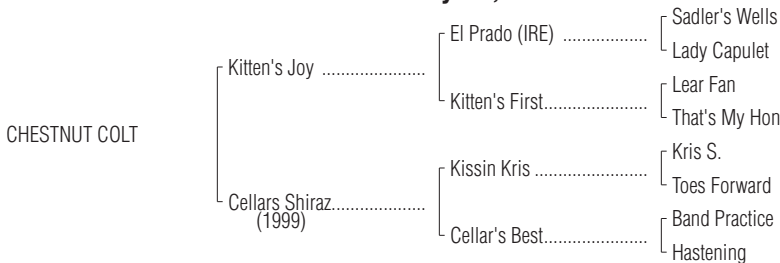 Sadler's Wells
El Prado (IRE) ..................
Lady Capulet
Kitten's Joy ......................
Lear Fan
Kitten's First......................
That's My Hon
CHESTNUT COLT
Kris S.
Kissin Kris ........................
Toes Forward
Cellars Shiraz....................
(1999)
Band Practice
Cellar's Best......................
Hastening